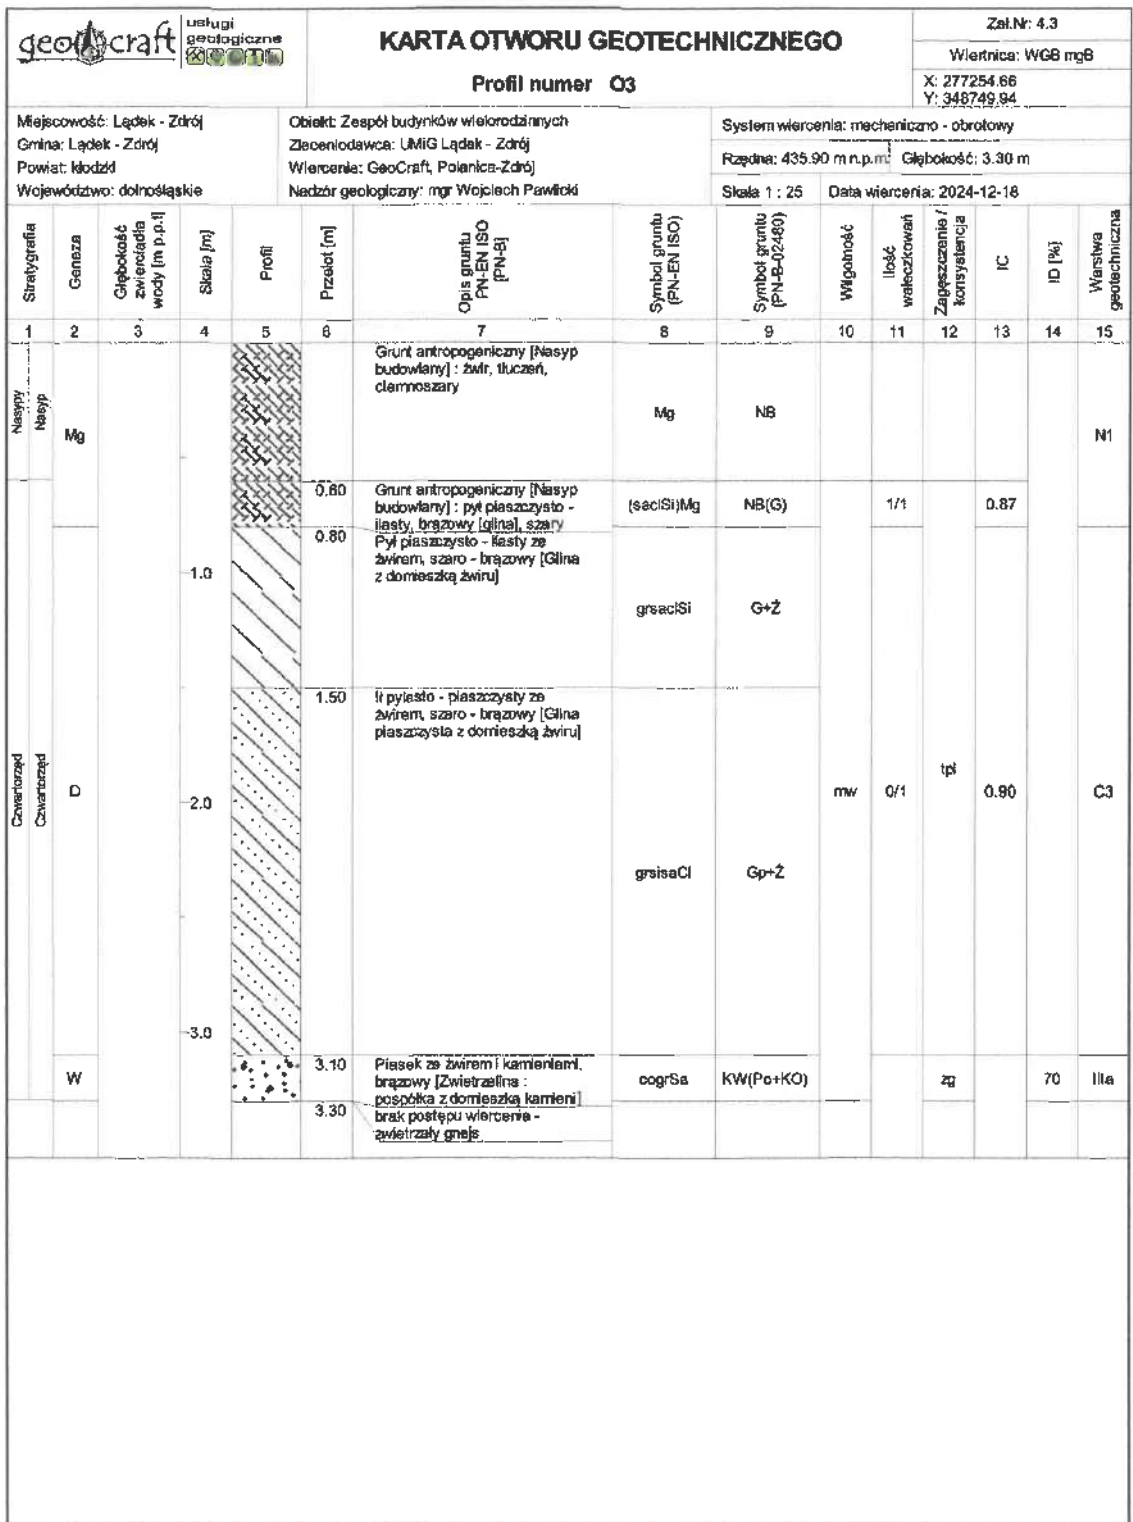 geocraft
usługi
geologiczne
KARTA OTWORU GEOTECHNICZNEGO
Profil numer O3
Zał.Nr: 4.3
Wiertnica: WGB mgB
X: 277254.66
Y: 348749.94
Miejscowość: Lądek - Zdrój
Gmina: Lądek - Zdrój
Powiat: kłodzki
Województwo: dolnośląskie
Obiekt: Zespół budynków wielorodzinnych
Zleceniodawca: UMiG Lądek - Zdrój
Wiercenie: GeoCraft, Polanica-Zdrój
Nadzór geologiczny: mgr Wojciech Pawlicki
System wiercenia: mechaniczno - obrotowy
Rzędna: 435.90 m n.p.m. Głębokość: 3.30 m
Skala 1 : 25 Data wiercenia: 2024-12-18
Stratygrafia
Geneza
Głębokość
zwierciadła
wody [m p.p.t]
Skala [m]
Profil
Przelot [m]
Opis gruntu
PN-EN ISO
[PN-B]
Symbol gruntu
(PN-EN ISO)
Symbol gruntu
(PN-B-02480)
Wilgotność
Ilość
wałeczkowań
Zagęszczenie /
konsystencja
IC
ID [%]
Warstwa
geotechniczna
1 2 3 4 5 6 7 8 9 10 11 12 13 14 15
Nasypy
Nasyp
Mg
Grunt antropogeniczny [Nasyp
budowlany] : żwir, tłuczeń,
ciemnoszary
Mg
NB
N1
0.60
Grunt antropogeniczny [Nasyp
budowlany] : pył piaszczysto -
ilasty, brązowy [glina], szary
(saclSi)Mg
NB(G)
1/1
0.87
0.80
Pył piaszczysto - ilasty ze
żwirem, szaro - brązowy [Glina
z domieszką żwiru]
1.0
grsaclSi
G+Ż
1.50
Ił pylasto - piaszczysty ze
żwirem, szaro - brązowy [Glina
piaszczysta z domieszką żwiru]
Czwartorzęd
Czwartorzęd
D
2.0
grsisaCl
Gp+Ż
mw
0/1
tpl
0.90
C3
3.0
W
3.10
Piasek ze żwirem i kamieniami,
brązowy [Zwietrzelina :
pospółka z domieszką kamieni]
cogrSa
KW(Po+KO)
zg
70
IIIa
3.30
brak postępu wiercenia -
zwietrzały gnejs